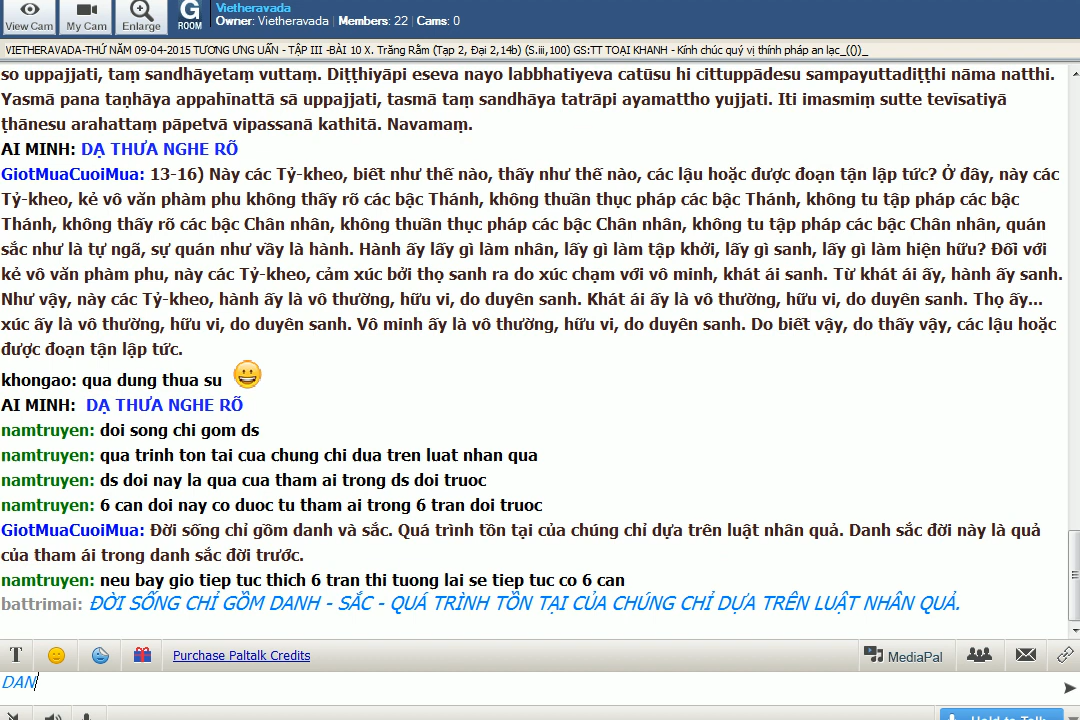 View Cam
My Cam
Enlarge
G
ROOM
Vietheravada
Owner: Vietheravada | Members: 22 | Cams: 0
VIETHERAVADA-THỨ NĂM 09-04-2015 TƯƠNG ƯNG UẨN - TẬP III -BÀI 10 X. Trăng Rằm (Tạp 2, Đại 2,14b) (S.iii,100) GS:TT TOẠI KHANH - Kính chúc quý vị thính pháp an lạc_(())_
so uppajjati, taṃ sandhāyetaṃ vuttaṃ. Diṭṭhiyāpi eseva nayo labbhatiyeva catūsu hi cittuppādesu sampayuttadiṭṭhi nāma natthi.
Yasmā pana taṇhāya appahīnattā sā uppajjati, tasmā taṃ sandhāya tatrāpi ayamattho yujjati. Iti imasmiṃ sutte tevīsatiyā
ṭhānesu arahattaṃ pāpetvā vipassanā kathitā. Navamaṃ.
AI MINH: DẠ THƯA NGHE RÕ
GiotMuaCuoiMua: 13-16) Này các Tỷ-kheo, biết như thế nào, thấy như thế nào, các lậu hoặc được đoạn tận lập tức? Ở đây, này các
Tỷ-kheo, kẻ vô văn phàm phu không thấy rõ các bậc Thánh, không thuần thục pháp các bậc Thánh, không tu tập pháp các bậc
Thánh, không thấy rõ các bậc Chân nhân, không thuần thục pháp các bậc Chân nhân, không tu tập pháp các bậc Chân nhân, quán
sắc như là tự ngã, sự quán như vầy là hành. Hành ấy lấy gì làm nhân, lấy gì làm tập khởi, lấy gì sanh, lấy gì làm hiện hữu? Đối với
kẻ vô văn phàm phu, này các Tỷ-kheo, cảm xúc bởi thọ sanh ra do xúc chạm với vô minh, khát ái sanh. Từ khát ái ấy, hành ấy sanh.
Như vậy, này các Tỷ-kheo, hành ấy là vô thường, hữu vi, do duyên sanh. Khát ái ấy là vô thường, hữu vi, do duyên sanh. Thọ ấy...
xúc ấy là vô thường, hữu vi, do duyên sanh. Vô minh ấy là vô thường, hữu vi, do duyên sanh. Do biết vậy, do thấy vậy, các lậu hoặc
được đoạn tận lập tức.
khongao: qua dung thua su
AI MINH: DẠ THƯA NGHE RÕ
namtruyen: doi song chi gom ds
namtruyen: qua trinh ton tai cua chung chi dua tren luat nhan qua
namtruyen: ds doi nay la qua cua tham ai trong ds doi truoc
namtruyen: 6 can doi nay co duoc tu tham ai trong 6 tran doi truoc
GiotMuaCuoiMua: Đời sống chỉ gồm danh và sắc. Quá trình tồn tại của chúng chỉ dựa trên luật nhân quả. Danh sắc đời này là quả
của tham ái trong danh sắc đời trước.
namtruyen: neu bay gio tiep tuc thich 6 tran thi tuong lai se tiep tuc co 6 can
battrimai: ĐỜI SỐNG CHỈ GỒM DANH - SẮC - QUÁ TRÌNH TỒN TẠI CỦA CHÚNG CHỈ DỰA TRÊN LUẬT NHÂN QUẢ.
T
Purchase Paltalk Credits
MediaPal
DAN
Hold to Talk